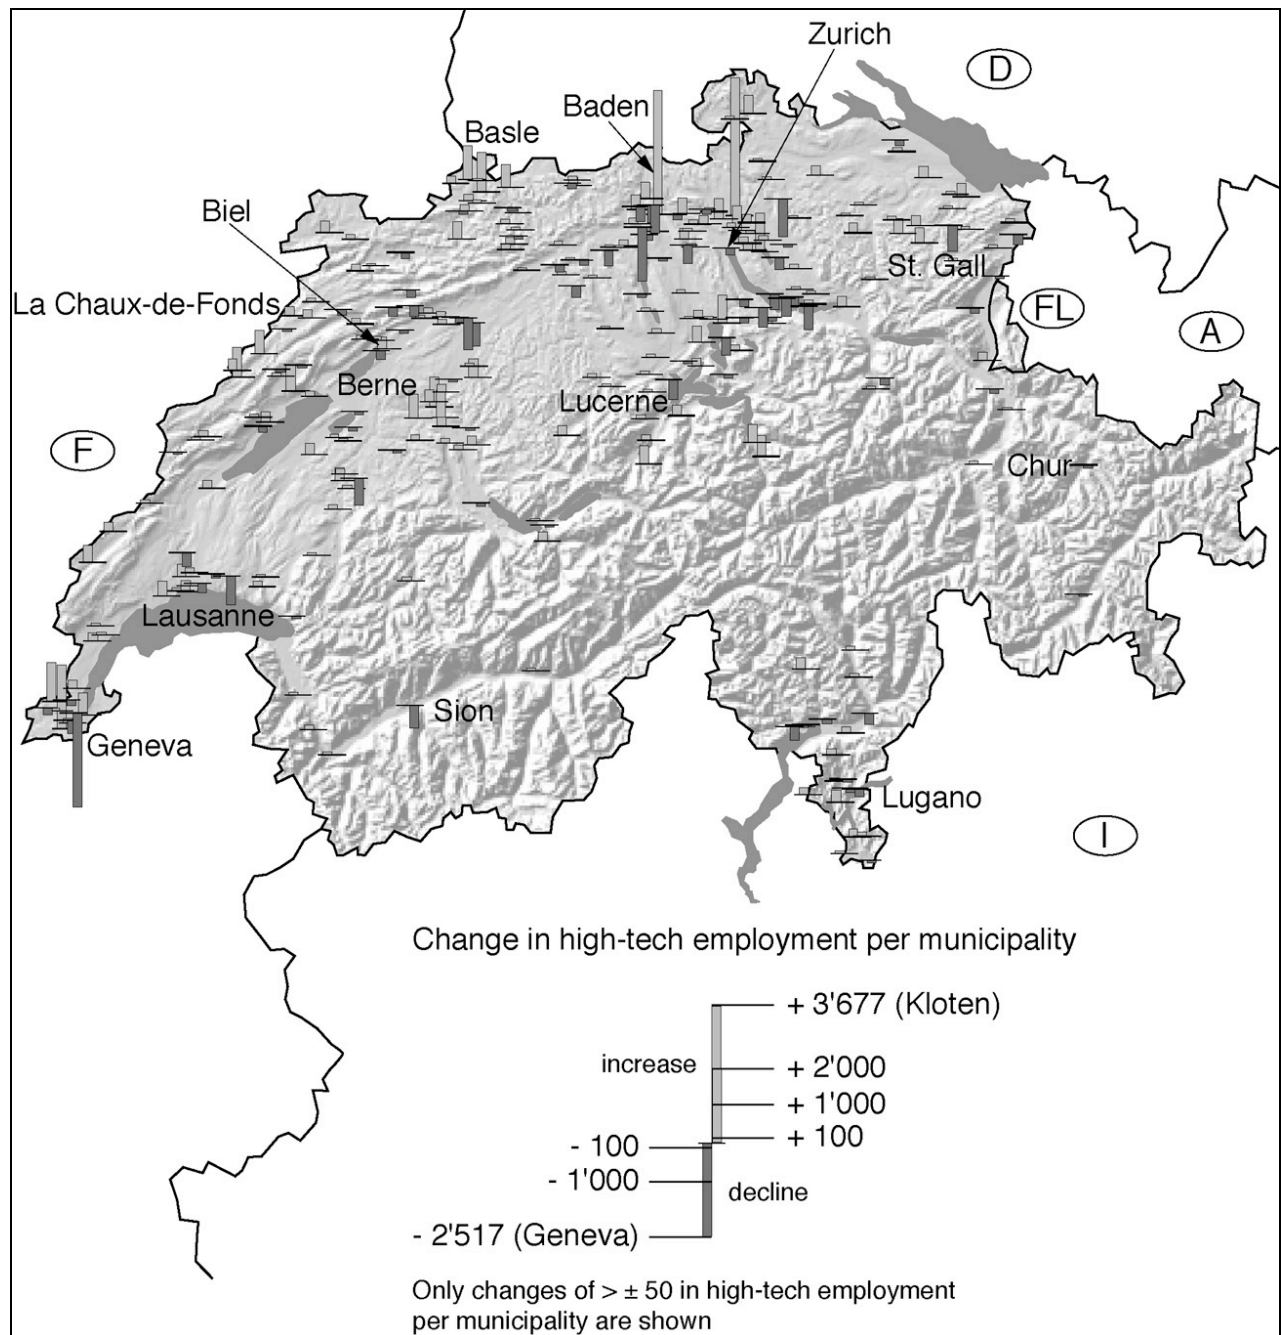 Zurich
D
Baden
Basle
Biel
St. Gall
La Chaux-de-Fonds
FL
A
Berne
Lucerne
F
Chur
Lausanne
Sion
Geneva
Lugano
I
Change in high-tech employment per municipality
+ 3'677 (Kloten)
increase
+ 2'000
+ 1'000
+ 100
- 100
- 1'000
decline
- 2'517 (Geneva)
Only changes of > ± 50 in high-tech employment
per municipality are shown